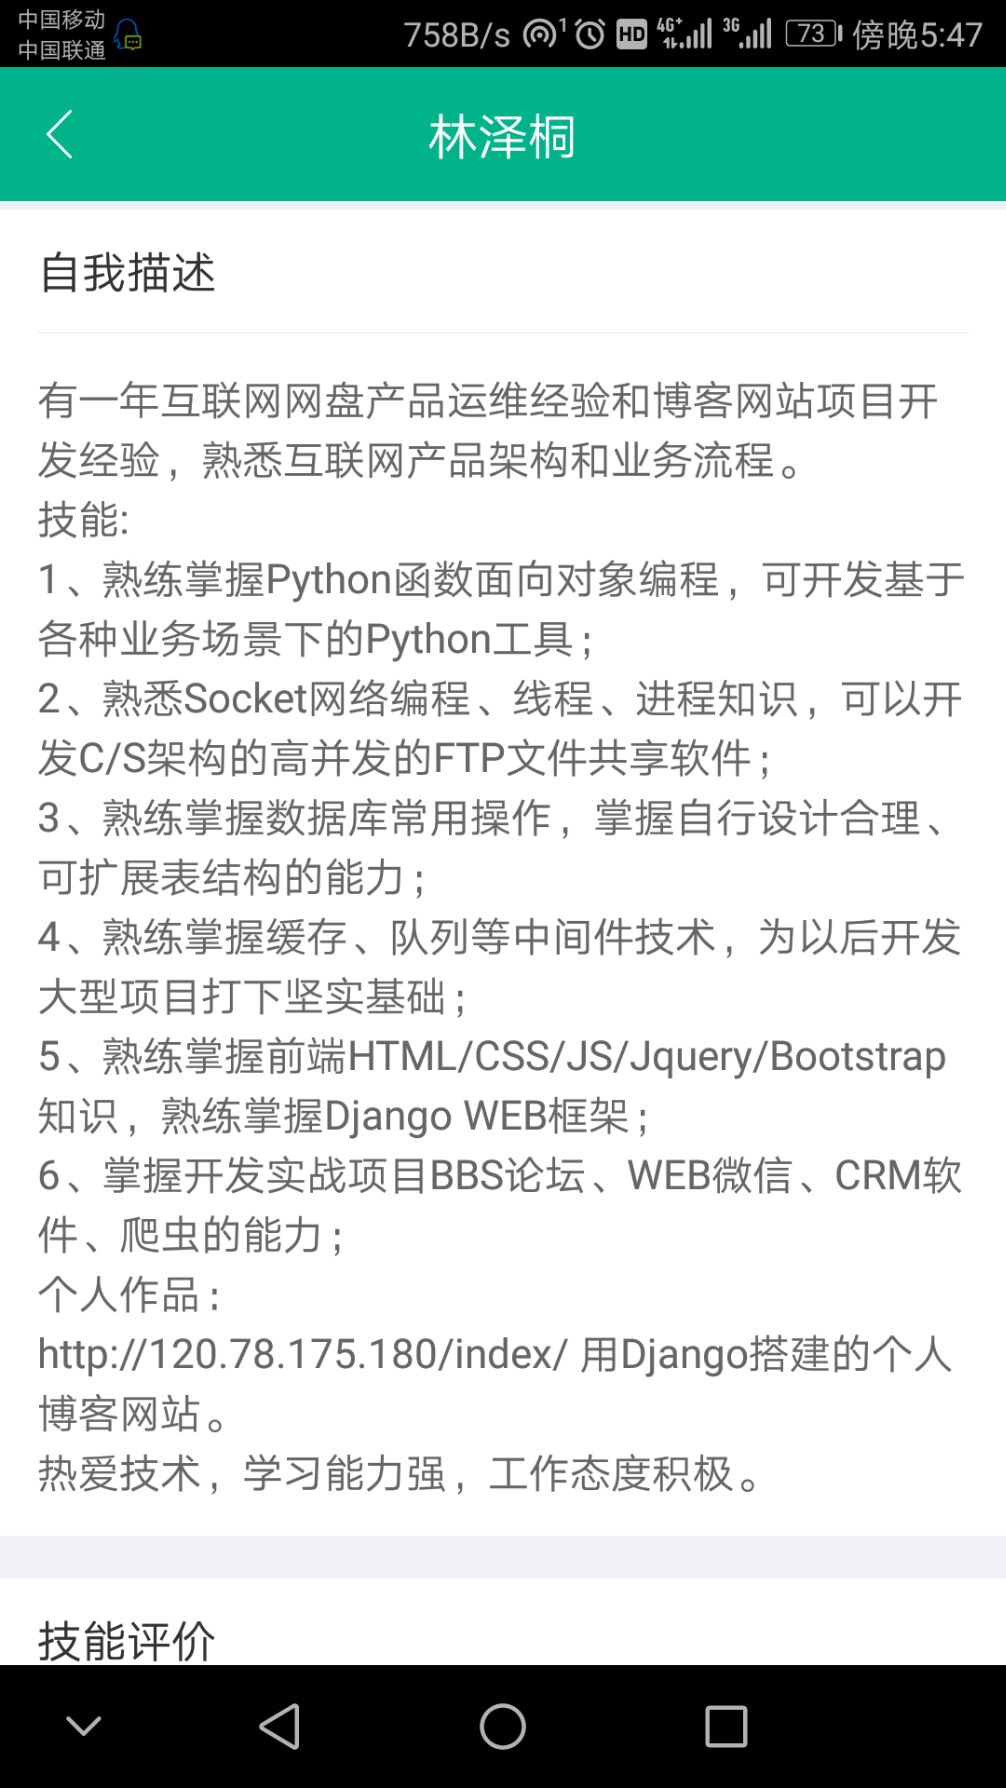 中国移动
中国联通
758B/s 1 HD 4G+ 3G 73 傍晚5:47
林泽桐
自我描述
有一年互联网网盘产品运维经验和博客网站项目开
发经验，熟悉互联网产品架构和业务流程。
技能:
1、熟练掌握Python函数面向对象编程，可开发基于
各种业务场景下的Python工具；
2、熟悉Socket网络编程、线程、进程知识，可以开
发C/S架构的高并发的FTP文件共享软件；
3、熟练掌握数据库常用操作，掌握自行设计合理、
可扩展表结构的能力；
4、熟练掌握缓存、队列等中间件技术，为以后开发
大型项目打下坚实基础；
5、熟练掌握前端HTML/CSS/JS/Jquery/Bootstrap
知识，熟练掌握Django WEB框架；
6、掌握开发实战项目BBS论坛、WEB微信、CRM软
件、爬虫的能力；
个人作品：
http://120.78.175.180/index/ 用Django搭建的个人
博客网站。
热爱技术，学习能力强，工作态度积极。
技能评价